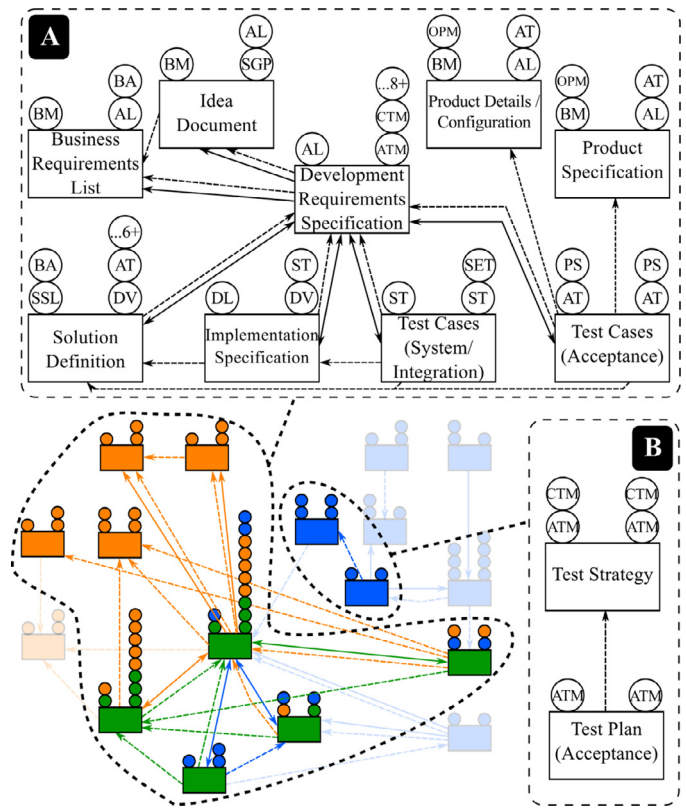 A
BM
BA
AL
Business
Requirements
List
BM
AL
SGP
Idea
Document
AL
...8+
CTM
ATM
Development
Requirements
Specification
OPM
BM
AT
AL
Product Details /
Configuration
OPM
BM
AT
AL
Product
Specification
BA
SSL
...6+
AT
DV
Solution
Definition
DL
ST
DV
Implementation
Specification
ST
SET
ST
Test Cases
(System/
Integration)
PS
AT
PS
AT
Test Cases
(Acceptance)
B
CTM
ATM
CTM
ATM
Test Strategy
ATM
ATM
Test Plan
(Acceptance)